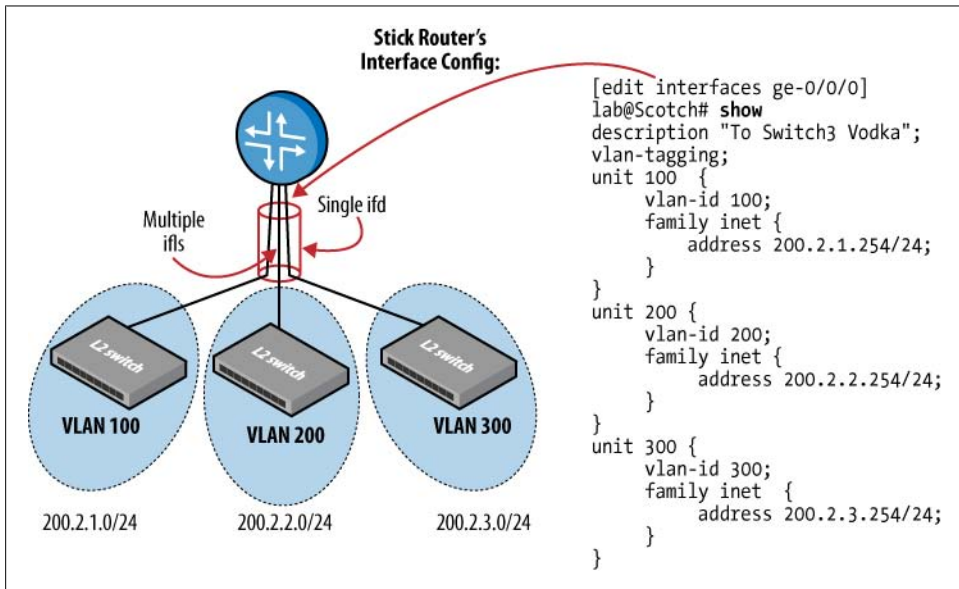 Stick Router's
Interface Config:
Multiple
ifls
Single ifd
L2 switch
L2 switch
L2 switch
VLAN 100
VLAN 200
VLAN 300
200.2.1.0/24
200.2.2.0/24
200.2.3.0/24
[edit interfaces ge-0/0/0]
lab@Scotch# show
description "To Switch3 Vodka";
vlan-tagging;
unit 100 {
vlan-id 100;
family inet {
address 200.2.1.254/24;
}
}
unit 200 {
vlan-id 200;
family inet {
address 200.2.2.254/24;
}
}
unit 300 {
vlan-id 300;
family inet {
address 200.2.3.254/24;
}
}